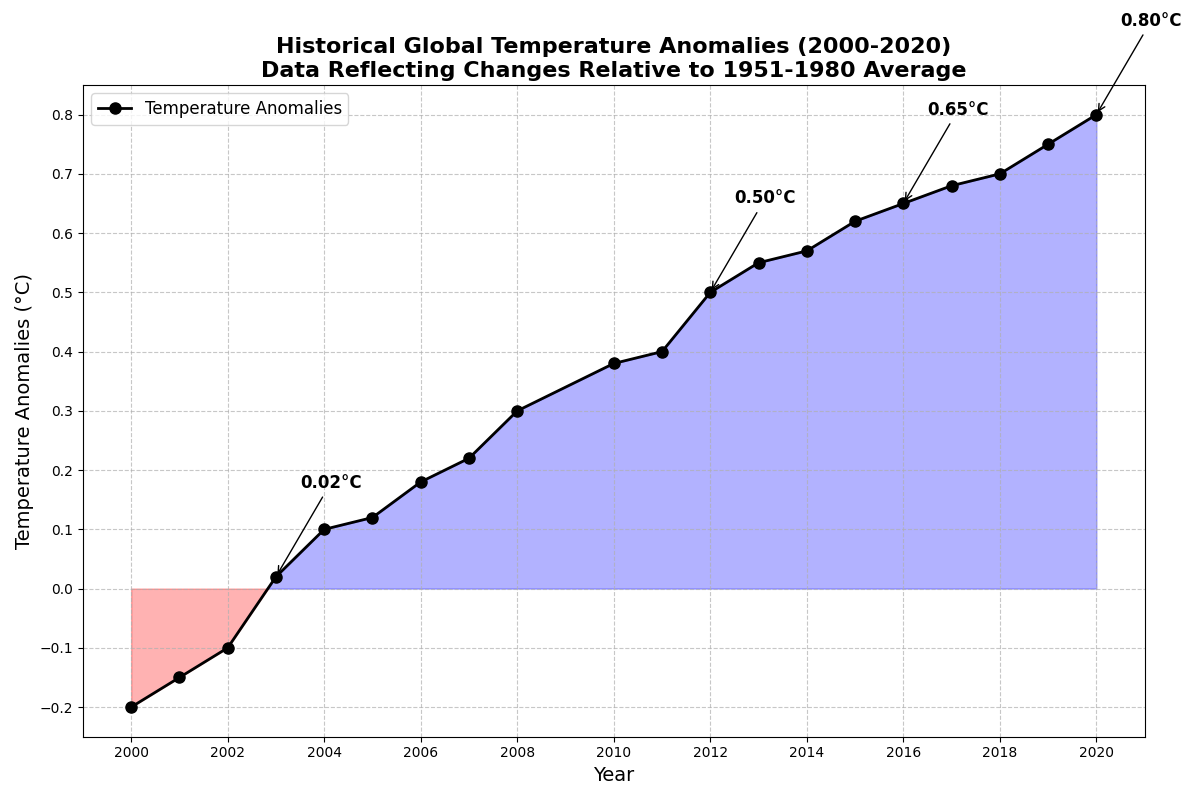 0.80°C
Historical Global Temperature Anomalies (2000-2020)
Data Reflecting Changes Relative to 1951-1980 Average
Temperature Anomalies
0.65°C
0.50°C
0.02°C
Temperature Anomalies (°C)
0.8
0.7
0.6
0.5
0.4
0.3
0.2
0.1
0.0
−0.1
−0.2
2000 2002 2004 2006 2008 2010 2012 2014 2016 2018 2020
Year